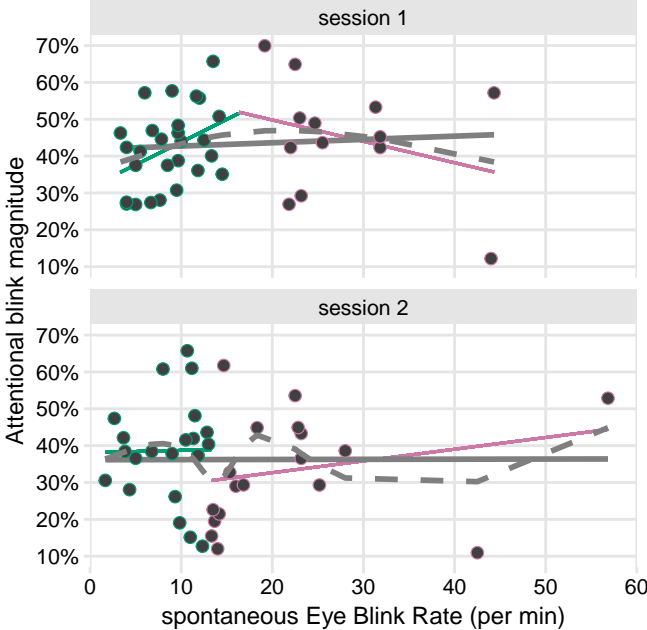 session 1
70%
60%
50%
40%
30%
20%
10%
session 2
70%
60%
50%
40%
30%
20%
10%
Attentional blink magnitude
0 10 20 30 40 50 60
spontaneous Eye Blink Rate (per min)